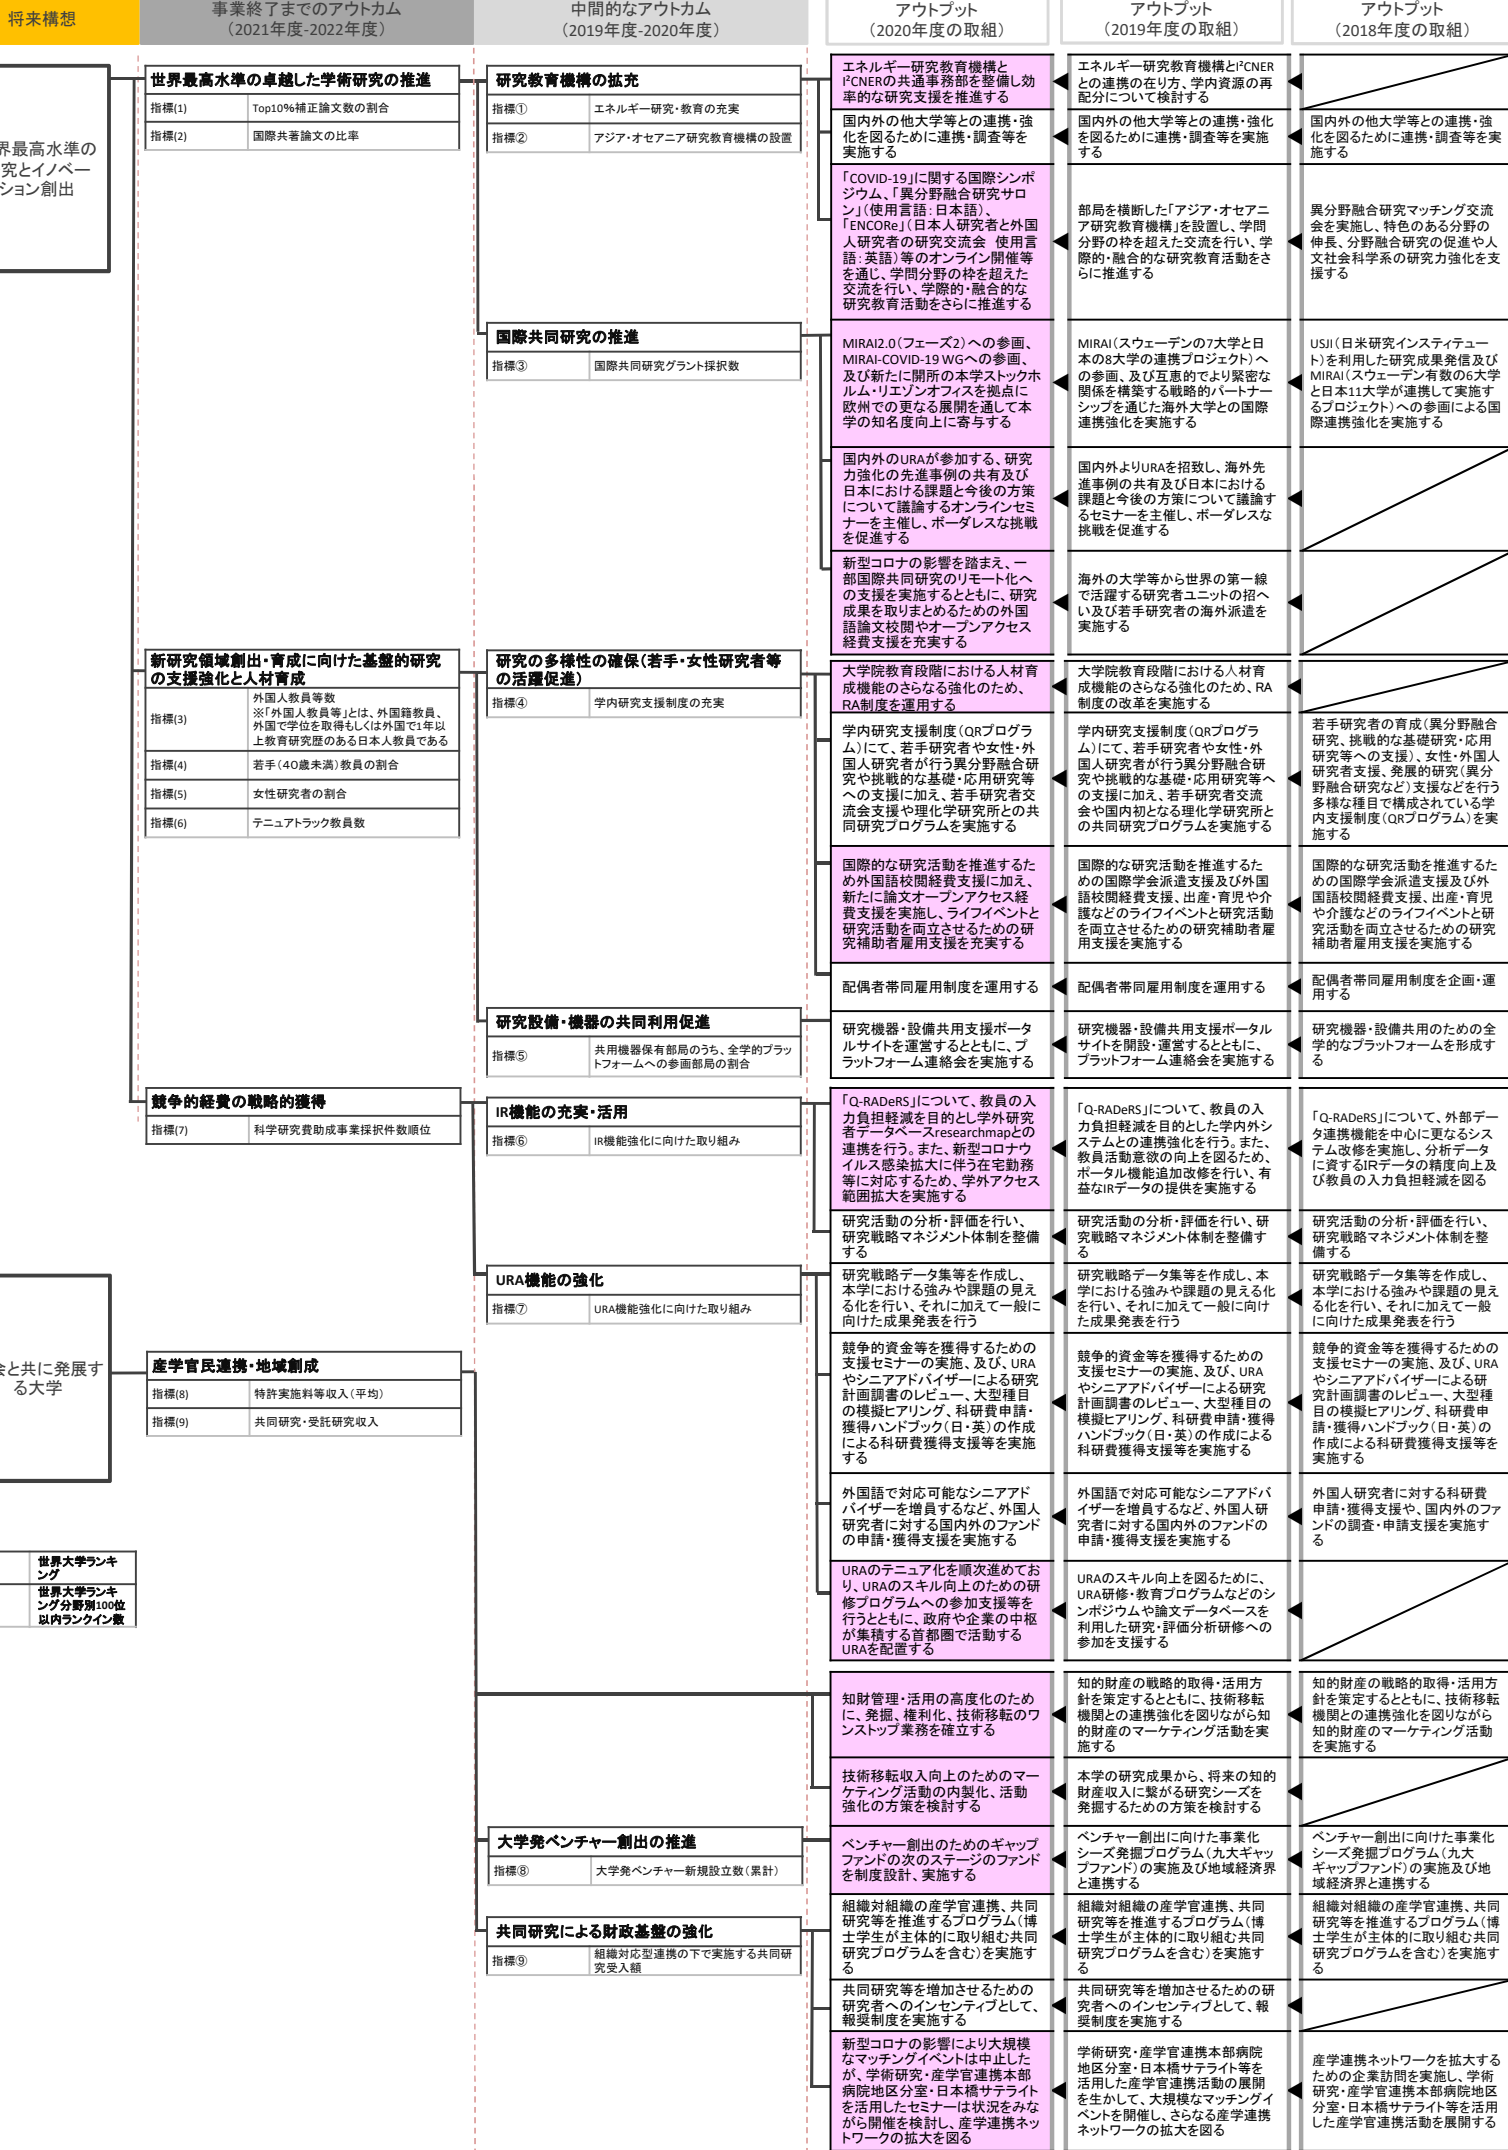 将来構想
事業終了までのアウトカム
（2021年度-2022年度）
中間的なアウトカム
（2019年度-2020年度）
アウトプット
（2020年度の取組）
アウトプット
（2019年度の取組）
アウトプット
（2018年度の取組）
界最高水準の
究とイノベー
ション創出
世界最高水準の卓越した学術研究の推進
指標(1)
Top10%補正論文数の割合
指標(2)
国際共著論文の比率
研究教育機構の拡充
指標①
エネルギー研究・教育の充実
指標②
アジア・オセアニア研究教育機構の設置
エネルギー研究教育機構と
I²CNERの共通事務部を整備し効
率的な研究支援を推進する
エネルギー研究教育機構とI²CNER
との連携の在り方、学内資源の再
配分について検討する
国内外の他大学等との連携・強
化を図るために連携・調査等を
実施する
国内外の他大学等との連携・強化
を図るために連携・調査等を実施
する
国内外の他大学等との連携・強
化を図るために連携・調査等を実
施する
「COVID-19」に関する国際シンポ
ジウム、「異分野融合研究サロ
ン」（使用言語：日本語）、
「ENCORe」（日本人研究者と外国
人研究者の研究交流会 使用言
語：英語）等のオンライン開催等
を通じ、学問分野の枠を超えた
交流を行い、学際的・融合的な
研究教育活動をさらに推進する
部局を横断した「アジア・オセアニ
ア研究教育機構」を設置し、学問
分野の枠を超えた交流を行い、学
際的・融合的な研究教育活動をさ
らに推進する
異分野融合研究マッチング交流
会を実施し、特色のある分野の
伸長、分野融合研究の促進や人
文社会科学系の研究力強化を支
援する
国際共同研究の推進
指標③
国際共同研究グラント採択数
MIRAI2.0（フェーズ2）への参画、
MIRAI-COVID-19 WGへの参画、
及び新たに開所の本学ストックホ
ルム・リエゾンオフィスを拠点に
欧州での更なる展開を通して本
学の知名度向上に寄与する
MIRAI（スウェーデンの7大学と日
本の8大学の連携プロジェクト）へ
の参画、及び互恵的でより緊密な
関係を構築する戦略的パートナー
シップを通じた海外大学との国際
連携強化を実施する
USJI（日米研究インスティテュー
ト）を利用した研究成果発信及び
MIRAI（スウェーデン有数の6大学
と日本11大学が連携して実施す
るプロジェクト）への参画による国
際連携強化を実施する
国内外のURAが参加する、研究
力強化の先進事例の共有及び
日本における課題と今後の方策
について議論するオンラインセミ
ナーを主催し、ボーダレスな挑戦
を促進する
国内外よりURAを招致し、海外先
進事例の共有及び日本における
課題と今後の方策について議論す
るセミナーを主催し、ボーダレスな
挑戦を促進する
新型コロナの影響を踏まえ、一
部国際共同研究のリモート化へ
の支援を実施するとともに、研究
成果を取りまとめるための外国
語論文校閲やオープンアクセス
経費支援を充実する
海外の大学等から世界の第一線
で活躍する研究者ユニットの招へ
い及び若手研究者の海外派遣を
実施する
新研究領域創出・育成に向けた基盤的研究
の支援強化と人材育成
指標(3)
外国人教員等数
※「外国人教員等」とは、外国籍教員、
外国で学位を取得もしくは外国で1年以
上教育研究歴のある日本人教員である
指標(4)
若手（40歳未満）教員の割合
指標(5)
女性研究者の割合
指標(6)
テニュアトラック教員数
研究の多様性の確保（若手・女性研究者等
の活躍促進）
指標④
学内研究支援制度の充実
大学院教育段階における人材育
成機能のさらなる強化のため、
RA制度を運用する
大学院教育段階における人材育
成機能のさらなる強化のため、RA
制度の改革を実施する
学内研究支援制度（QRプログラ
ム）にて、若手研究者や女性・外
国人研究者が行う異分野融合研
究や挑戦的な基礎・応用研究等
への支援に加え、若手研究者交
流会支援や理化学研究所との共
同研究プログラムを実施する
学内研究支援制度（QRプログラ
ム）にて、若手研究者や女性・外
国人研究者が行う異分野融合研
究や挑戦的な基礎・応用研究等へ
の支援に加え、若手研究者交流
会や国内初となる理化学研究所と
の共同研究プログラムを実施する
若手研究者の育成（異分野融合
研究、挑戦的な基礎研究・応用
研究等への支援）、女性・外国人
研究者支援、発展的研究（異分
野融合研究など）支援などを行う
多様な種目で構成されている学
内支援制度（QRプログラム）を実
施する
国際的な研究活動を推進するた
め外国語校閲経費支援に加え、
新たに論文オープンアクセス経
費支援を実施し、ライフイベントと
研究活動を両立させるための研
究補助者雇用支援を充実する
国際的な研究活動を推進するた
めの国際学会派遣支援及び外国
語校閲経費支援、出産・育児や介
護などのライフイベントと研究活動
を両立させるための研究補助者雇
用支援を実施する
国際的な研究活動を推進するた
めの国際学会派遣支援及び外
国語校閲経費支援、出産・育児
や介護などのライフイベントと研
究活動を両立させるための研究
補助者雇用支援を実施する
配偶者帯同雇用制度を運用する
配偶者帯同雇用制度を運用する
配偶者帯同雇用制度を企画・運
用する
研究設備・機器の共同利用促進
指標⑤
共用機器保有部局のうち、全学的プラッ
トフォームへの参画部局の割合
研究機器・設備共用支援ポータ
ルサイトを運営するとともに、プ
ラットフォーム連絡会を実施する
研究機器・設備共用支援ポータル
サイトを開設・運営するとともに、
プラットフォーム連絡会を実施する
研究機器・設備共用のための全
学的なプラットフォームを形成す
る
競争的経費の戦略的獲得
指標(7)
科学研究費助成事業採択件数順位
IR機能の充実・活用
指標⑥
IR機能強化に向けた取り組み
「Q-RADeRS」について、教員の入
力負担軽減を目的とし学外研究
者データベースresearchmapとの
連携を行う。また、新型コロナウ
イルス感染拡大に伴う在宅勤務
等に対応するため、学外アクセス
範囲拡大を実施する
「Q-RADeRS」について、教員の入
力負担軽減を目的とした学内外シ
ステムとの連携強化を行う。また、
教員活動意欲の向上を図るため、
ポータル機能追加改修を行い、有
益なIRデータの提供を実施する
「Q-RADeRS」について、外部デー
タ連携機能を中心に更なるシス
テム改修を実施し、分析データ
に資するIRデータの精度向上及
び教員の入力負担軽減を図る
研究活動の分析・評価を行い、
研究戦略マネジメント体制を整備
する
研究活動の分析・評価を行い、研
究戦略マネジメント体制を整備す
る
研究活動の分析・評価を行い、
研究戦略マネジメント体制を整
備する
URA機能の強化
指標⑦
URA機能強化に向けた取り組み
研究戦略データ集等を作成し、
本学における強みや課題の見え
る化を行い、それに加えて一般に
向けた成果発表を行う
研究戦略データ集等を作成し、本
学における強みや課題の見える化
を行い、それに加えて一般に向け
た成果発表を行う
研究戦略データ集等を作成し、
本学における強みや課題の見え
る化を行い、それに加えて一般
に向けた成果発表を行う
競争的資金等を獲得するための
支援セミナーの実施、及び、URA
やシニアアドバイザーによる研究
計画調書のレビュー、大型種目
の模擬ヒアリング、科研費申請・
獲得ハンドブック（日・英）の作成
による科研費獲得支援等を実施
する
競争的資金等を獲得するための
支援セミナーの実施、及び、URA
やシニアアドバイザーによる研究
計画調書のレビュー、大型種目の
模擬ヒアリング、科研費申請・獲得
ハンドブック（日・英）の作成による
科研費獲得支援等を実施する
競争的資金等を獲得するための
支援セミナーの実施、及び、URA
やシニアアドバイザーによる研
究計画調書のレビュー、大型種
目の模擬ヒアリング、科研費申
請・獲得ハンドブック（日・英）の
作成による科研費獲得支援等を
実施する
外国語で対応可能なシニアアド
バイザーを増員するなど、外国人
研究者に対する国内外のファンド
の申請・獲得支援を実施する
外国語で対応可能なシニアアドバ
イザーを増員するなど、外国人研
究者に対する国内外のファンドの
申請・獲得支援を実施する
外国人研究者に対する科研費
申請・獲得支援や、国内外のファ
ンドの調査・申請支援を実施す
る
URAのテニュア化を順次進めてお
り、URAのスキル向上のための研
修プログラムへの参加支援等を
行うとともに、政府や企業の中枢
が集積する首都圏で活動する
URAを配置する
URAのスキル向上を図るために、
URA研修・教育プログラムなどのシ
ンポジウムや論文データベースを
利用した研究・評価分析研修への
参加を支援する
会と共に発展す
る大学
産学官民連携・地域創成
指標(8)
特許実施料等収入（平均）
指標(9)
共同研究・受託研究収入
世界大学ランキ
ング
世界大学ランキ
ング分野別100位
以内ランクイン数
知財管理・活用の高度化のため
に、発掘、権利化、技術移転のワ
ンストップ業務を確立する
知的財産の戦略的取得・活用方
針を策定するとともに、技術移転
機関との連携強化を図りながら知
的財産のマーケティング活動を実
施する
知的財産の戦略的取得・活用方
針を策定するとともに、技術移転
機関との連携強化を図りながら
知的財産のマーケティング活動
を実施する
技術移転収入向上のためのマー
ケティング活動の内製化、活動
強化の方策を検討する
本学の研究成果から、将来の知的
財産収入に繋がる研究シーズを
発掘するための方策を検討する
大学発ベンチャー創出の推進
指標⑧
大学発ベンチャー新規設立数（累計）
ベンチャー創出のためのギャップ
ファンドの次のステージのファンド
を制度設計、実施する
ベンチャー創出に向けた事業化
シーズ発掘プログラム（九大ギャッ
プファンド）の実施及び地域経済界
と連携する
ベンチャー創出に向けた事業化
シーズ発掘プログラム（九大
ギャップファンド）の実施及び地
域経済界と連携する
共同研究による財政基盤の強化
指標⑨
組織対応型連携の下で実施する共同研
究受入額
組織対組織の産学官連携、共同
研究等を推進するプログラム（博
士学生が主体的に取り組む共同
研究プログラムを含む）を実施す
る
組織対組織の産学官連携、共同
研究等を推進するプログラム（博
士学生が主体的に取り組む共同
研究プログラムを含む）を実施す
る
組織対組織の産学官連携、共同
研究等を推進するプログラム（博
士学生が主体的に取り組む共同
研究プログラムを含む）を実施す
る
共同研究等を増加させるための
研究者へのインセンティブとして、
報奨制度を実施する
共同研究等を増加させるための研
究者へのインセンティブとして、報
奨制度を実施する
新型コロナの影響により大規模
なマッチングイベントは中止した
が、学術研究・産学官連携本部
病院地区分室・日本橋サテライト
を活用したセミナーは状況をみな
がら開催を検討し、産学連携ネッ
トワークの拡大を図る
学術研究・産学官連携本部病院
地区分室・日本橋サテライト等を
活用した産学官連携活動の展開
を生かして、大規模なマッチングイ
ベントを開催し、さらなる産学連携
ネットワークの拡大を図る
産学連携ネットワークを拡大する
ための企業訪問を実施し、学術
研究・産学官連携本部病院地区
分室・日本橋サテライト等を活用
した産学官連携活動を展開する